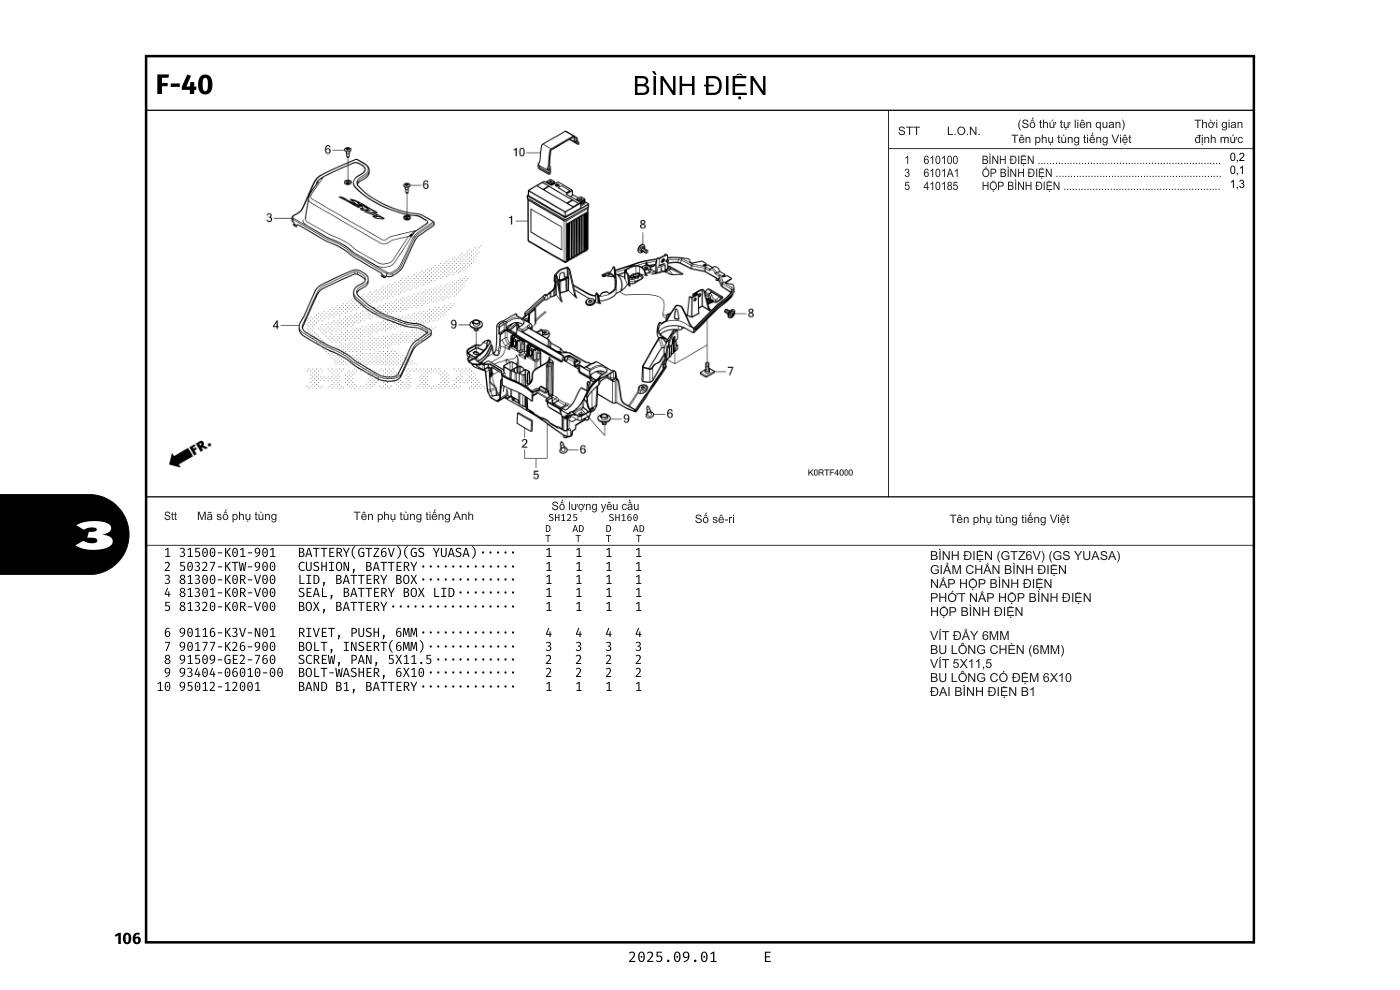 F-40
BÌNH ĐIỆN
STT L.O.N. (Số thứ tự liên quan) Tên phụ tùng tiếng Việt Thời gian định mức
1 610100 BÌNH ĐIỆN 0,2
3 6101A1 ỐP BÌNH ĐIỆN 0,1
5 410185 HỘP BÌNH ĐIỆN 1,3
6
6
3
4
10
1
8
8
9
7
6
9
6
2
5
HONDA
FR.
K0RTF4000
3
Stt Mã số phụ tùng Tên phụ tùng tiếng Anh Số lượng yêu cầu Số sê-ri Tên phụ tùng tiếng Việt
SH125 SH160
D AD D AD
T T T T
1 31500-K01-901 BATTERY(GTZ6V)(GS YUASA)····· 1 1 1 1 BÌNH ĐIỆN (GTZ6V) (GS YUASA)
2 50327-KTW-900 CUSHION, BATTERY············· 1 1 1 1 GIẢM CHẤN BÌNH ĐIỆN
3 81300-K0R-V00 LID, BATTERY BOX············· 1 1 1 1 NẮP HỘP BÌNH ĐIỆN
4 81301-K0R-V00 SEAL, BATTERY BOX LID········ 1 1 1 1 PHỚT NẮP HỘP BÌNH ĐIỆN
5 81320-K0R-V00 BOX, BATTERY················· 1 1 1 1 HỘP BÌNH ĐIỆN
6 90116-K3V-N01 RIVET, PUSH, 6MM············· 4 4 4 4 VÍT ĐẨY 6MM
7 90177-K26-900 BOLT, INSERT(6MM)············ 3 3 3 3 BU LÔNG CHÈN (6MM)
8 91509-GE2-760 SCREW, PAN, 5X11.5··········· 2 2 2 2 VÍT 5X11,5
9 93404-06010-00 BOLT-WASHER, 6X10············ 2 2 2 2 BU LÔNG CÓ ĐỆM 6X10
10 95012-12001 BAND B1, BATTERY············· 1 1 1 1 ĐAI BÌNH ĐIỆN B1
106
2025.09.01 E